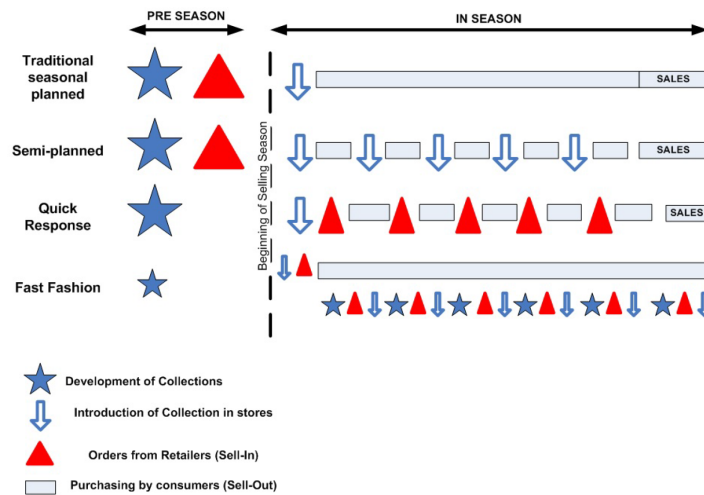 PRE SEASON
IN SEASON
Traditional
seasonal
planned
SALES
Semi-planned
SALES
Quick
Response
SALES
Fast Fashion
Beginning of Selling Season
Development of Collections
Introduction of Collection in stores
Orders from Retailers (Sell-In)
Purchasing by consumers (Sell-Out)